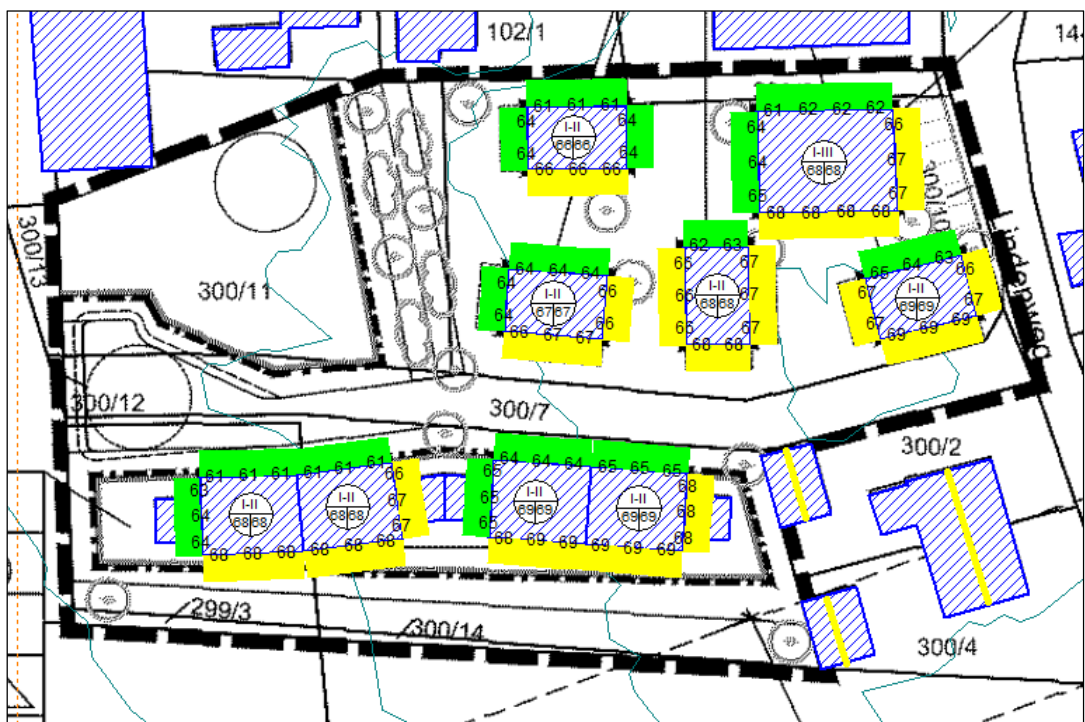 102/1
14
61 61 61
64 64
I-II
66 66
64 64
66 66 66
61 62 62 62
64 66
I-III
68 68
64 67
65 67
68 68 68 68
300/10
Lindenweg
300/13
300/11
64 64 64
64 66
I-II
67 67
64 66
66 67 67
62 63
65 67
I-II
68 68
65 67
65 67
68 68
65 64 63
67 66
I-II
69 69
67 67
69 69 69
300/12
300/7
300/2
61 61 61 61 61 61
63 66
I-II
68 68
I-II
68 68
64 67
64 67
68 68 68 68 68 68
64 64 64 65 65 65
65 68
I-II
69 69
I-II
69 69
65 68
65 68
68 69 69 69 69 69
299/3
300/14
300/4